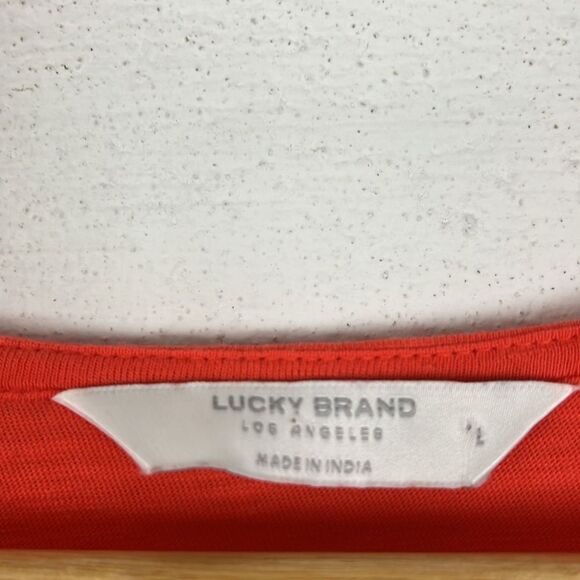 LUCKY BRAND
LOS ANGELES
MADE IN INDIA